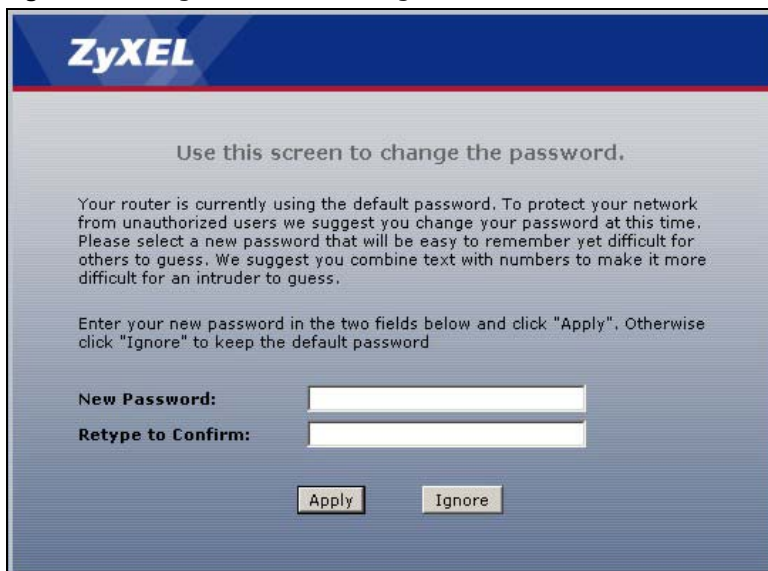 ZyXEL
Use this screen to change the password.
Your router is currently using the default password. To protect your network
from unauthorized users we suggest you change your password at this time.
Please select a new password that will be easy to remember yet difficult for
others to guess. We suggest you combine text with numbers to make it more
difficult for an intruder to guess.
Enter your new password in the two fields below and click "Apply". Otherwise
click "Ignore" to keep the default password
New Password:
Retype to Confirm:
Apply Ignore